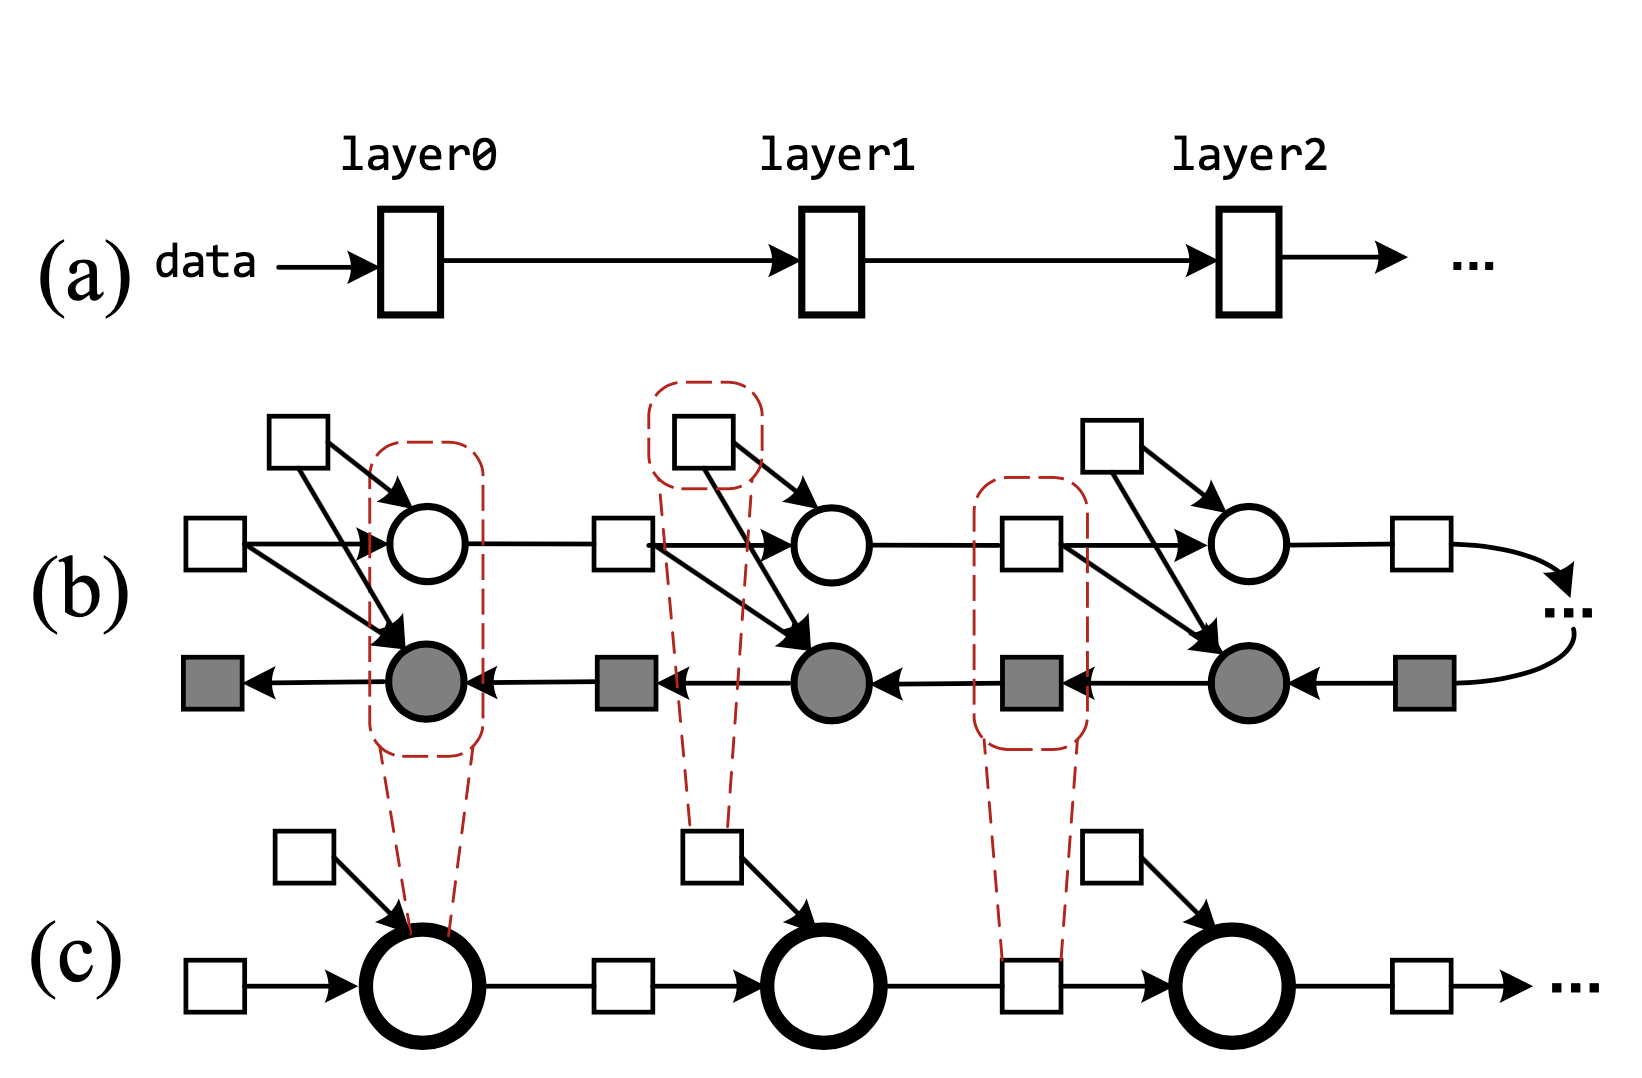 layer0 layer1 layer2
(a) data ...
(b) ...
(c) ...